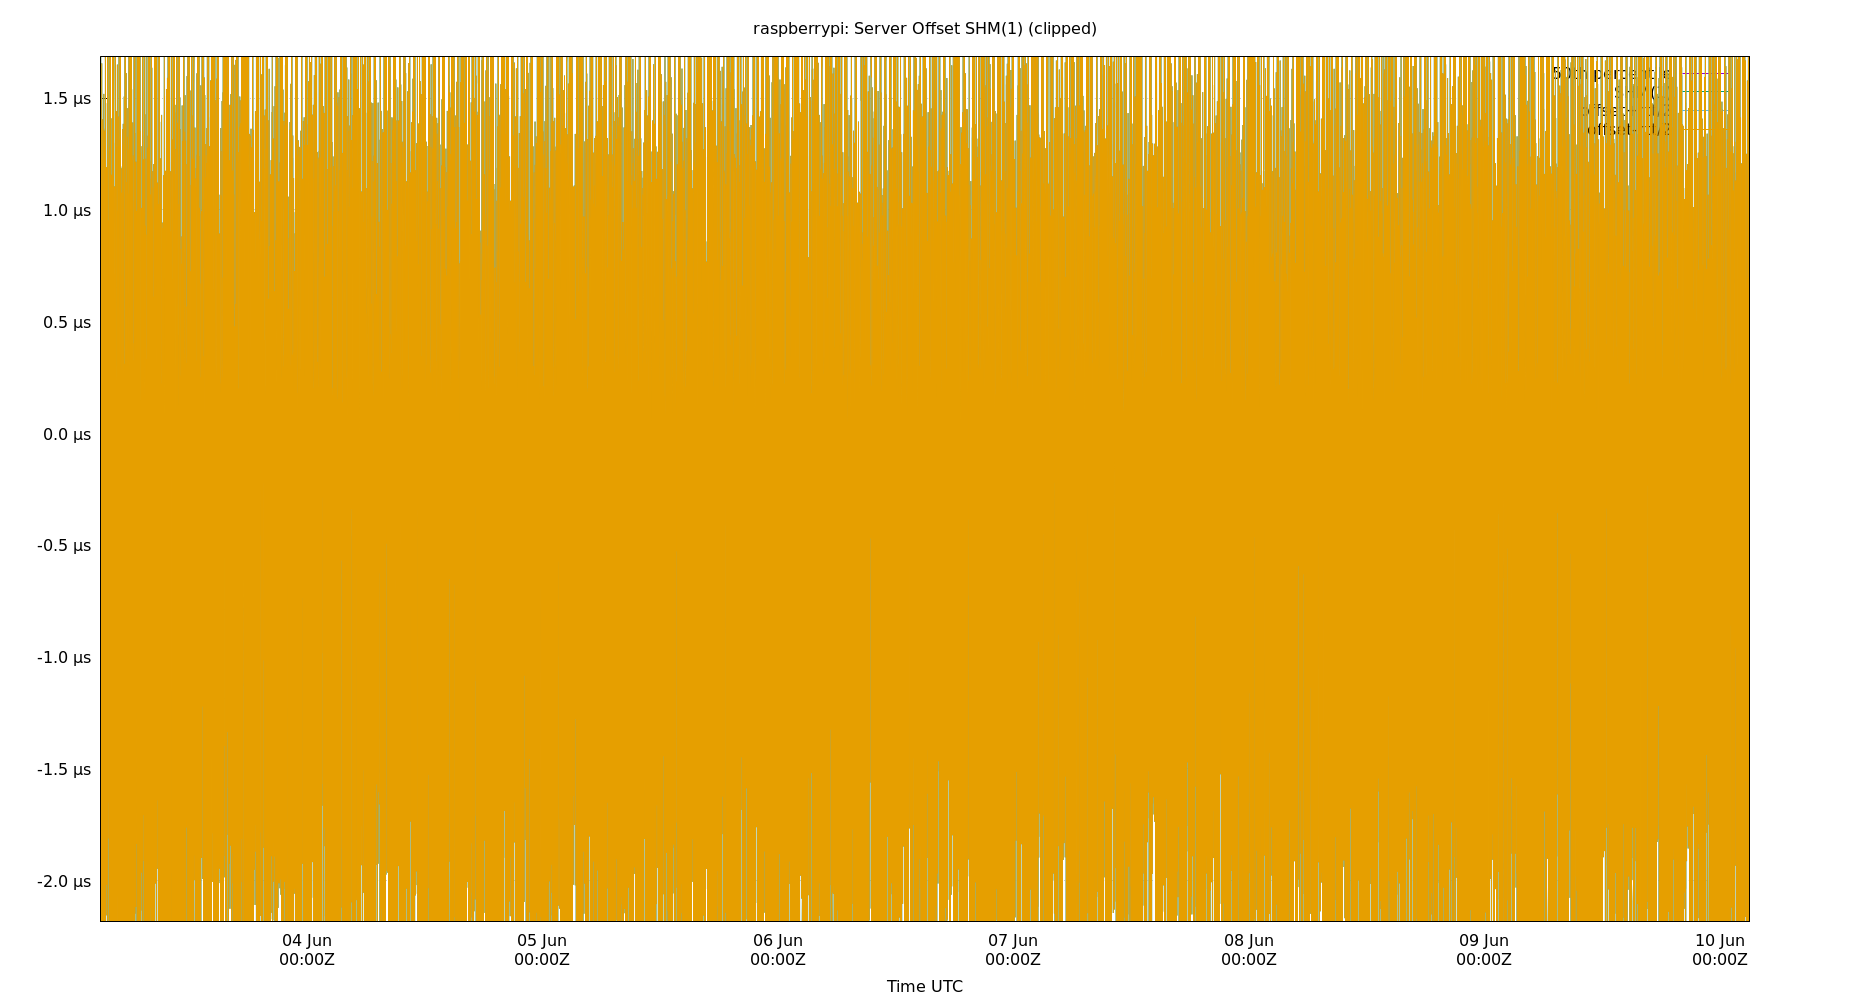 raspberrypi: Server Offset SHM(1) (clipped)
1.5 µs
1.0 µs
0.5 µs
0.0 µs
-0.5 µs
-1.0 µs
-1.5 µs
-2.0 µs
04 Jun 05 Jun 06 Jun 07 Jun 08 Jun 09 Jun 10 Jun
00:00Z 00:00Z 00:00Z 00:00Z 00:00Z 00:00Z 00:00Z
Time UTC